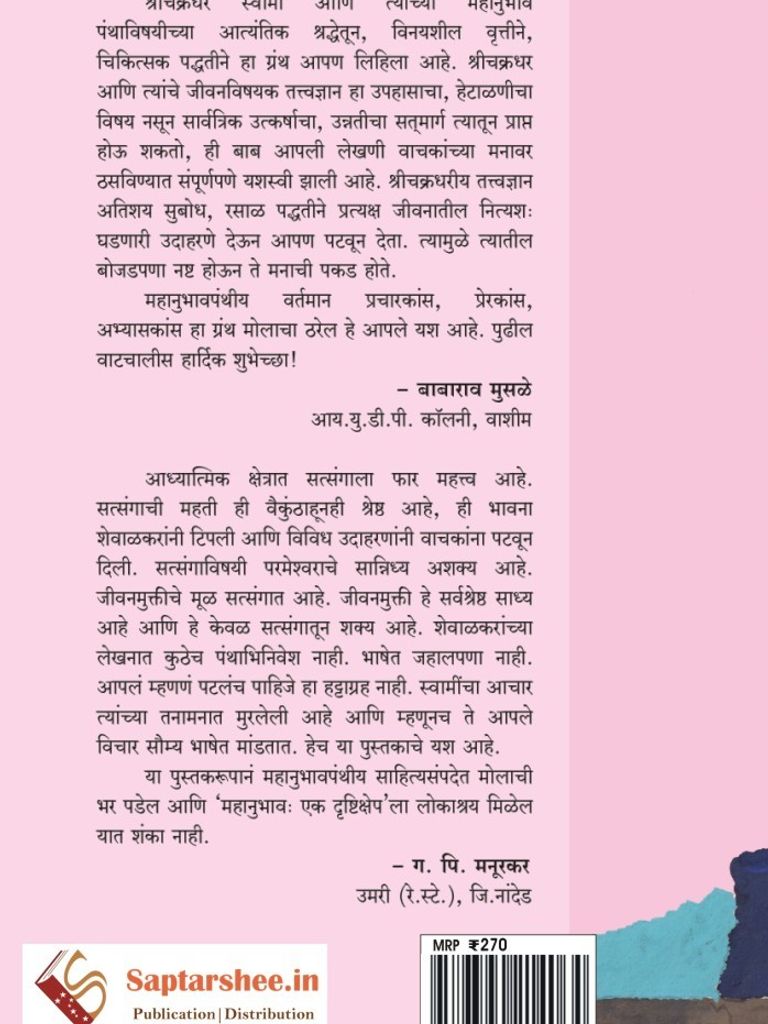 श्रीचक्रधर स्वामी आणि त्यांच्या महानुभाव
पंथाविषयीच्या आत्यंतिक श्रद्धेतून, विनयशील वृत्तीने,
चिकित्सक पद्धतीने हा ग्रंथ आपण लिहिला आहे. श्रीचक्रधर
आणि त्यांचे जीवनविषयक तत्त्वज्ञान हा उपहासाचा, हेटाळणीचा
विषय नसून सार्वत्रिक उत्कर्षाचा, उन्नतीचा सत्‌मार्ग त्यातून प्राप्त
होऊ शकतो, ही बाब आपली लेखणी वाचकांच्या मनावर
ठसविण्यात संपूर्णपणे यशस्वी झाली आहे. श्रीचक्रधरीय तत्त्वज्ञान
अतिशय सुबोध, रसाळ पद्धतीने प्रत्यक्ष जीवनातील नित्यशः
घडणारी उदाहरणे देऊन आपण पटवून देता. त्यामुळे त्यातील
बोजडपणा नष्ट होऊन ते मनाची पकड होते.
महानुभावपंथीय वर्तमान प्रचारकांस, प्रेरकांस,
अभ्यासकांस हा ग्रंथ मोलाचा ठरेल हे आपले यश आहे. पुढील
वाटचालीस हार्दिक शुभेच्छा!
– बाबाराव मुसळे
आय.यु.डी.पी. कॉलनी, वाशीम
आध्यात्मिक क्षेत्रात सत्संगाला फार महत्त्व आहे.
सत्संगाची महती ही वैकुंठाहूनही श्रेष्ठ आहे, ही भावना
शेवाळकरांनी टिपली आणि विविध उदाहरणांनी वाचकांना पटवून
दिली. सत्संगाविषयी परमेश्वराचे सान्निध्य अशक्य आहे.
जीवनमुक्तीचे मूळ सत्संगात आहे. जीवनमुक्ती हे सर्वश्रेष्ठ साध्य
आहे आणि हे केवळ सत्संगातून शक्य आहे. शेवाळकरांच्या
लेखनात कुठेच पंथाभिनिवेश नाही. भाषेत जहालपणा नाही.
आपलं म्हणणं पटलंच पाहिजे हा हट्टाग्रह नाही. स्वामींचा आचार
त्यांच्या तनामनात मुरलेली आहे आणि म्हणूनच ते आपले
विचार सौम्य भाषेत मांडतात. हेच या पुस्तकाचे यश आहे.
या पुस्तकरूपानं महानुभावपंथीय साहित्यसंपदेत मोलाची
भर पडेल आणि ‘महानुभावः एक दृष्टिक्षेप’ला लोकाश्रय मिळेल
यात शंका नाही.
– ग. पि. मनूरकर
उमरी (रे.स्टे.), जि.नांदेड
MRP ₹270
Saptarshee.in
Publication|Distribution